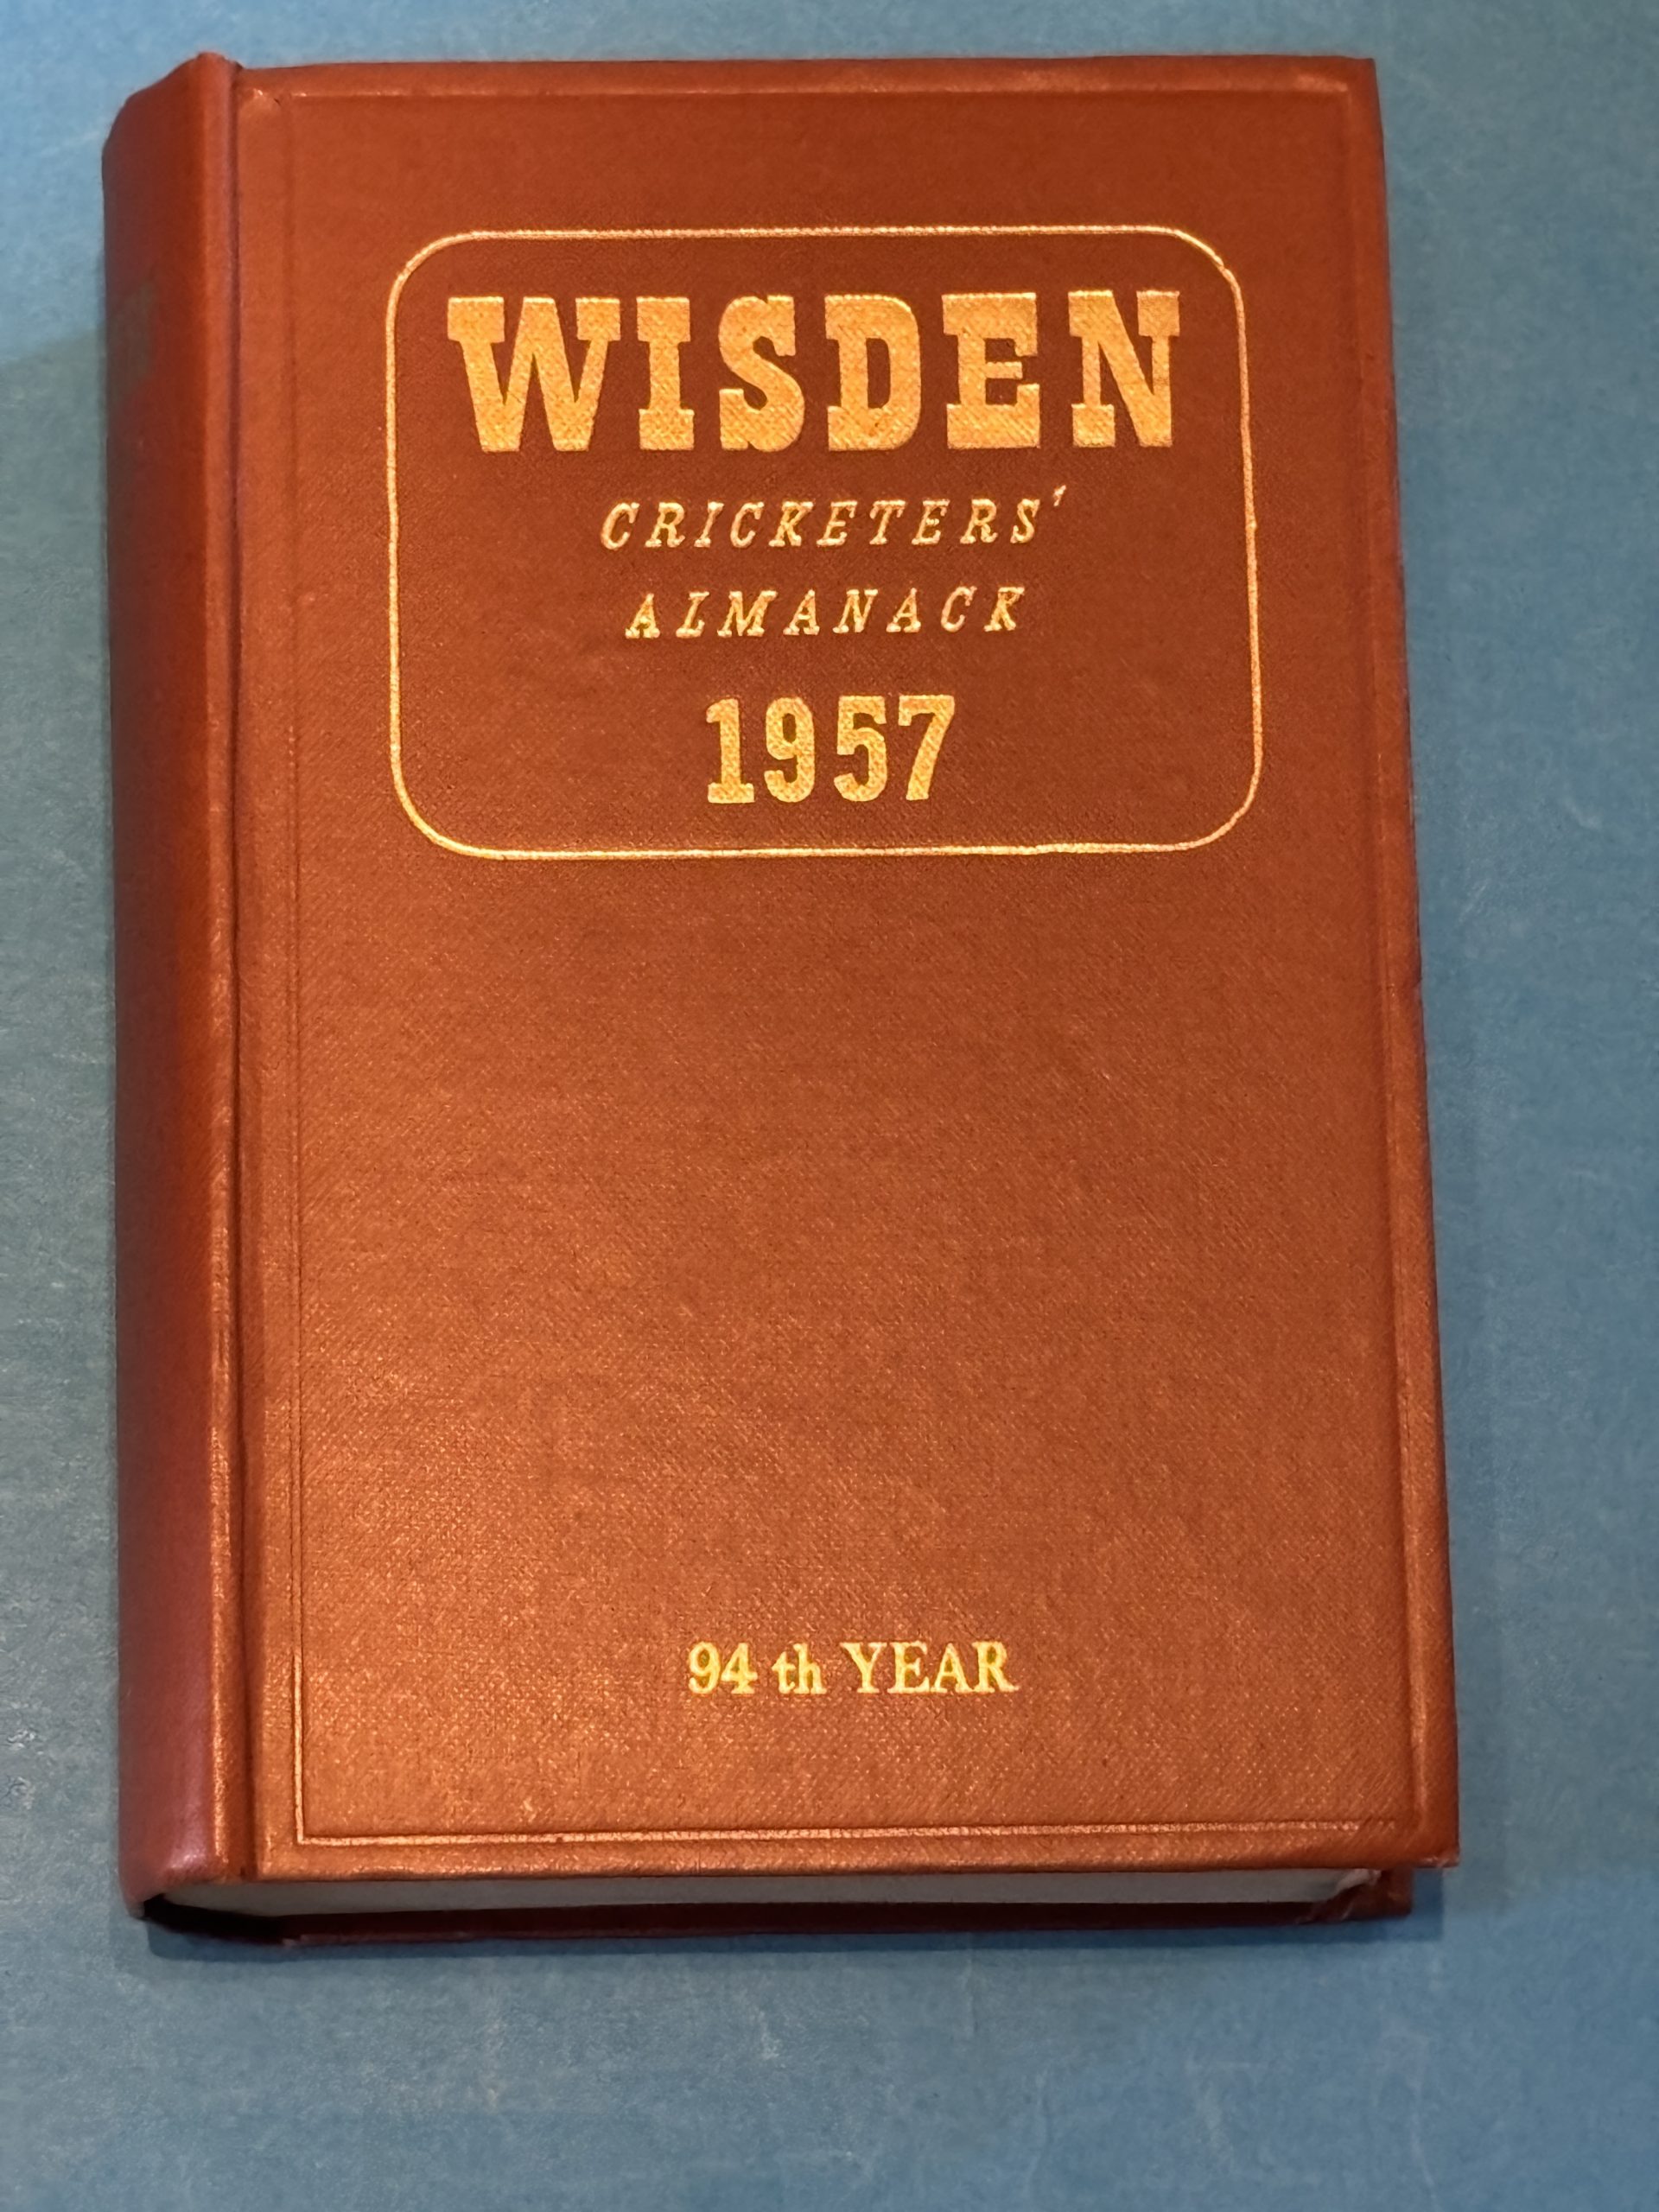 WISDEN
CRICKETERS'
ALMANACK
1957
94 th YEAR